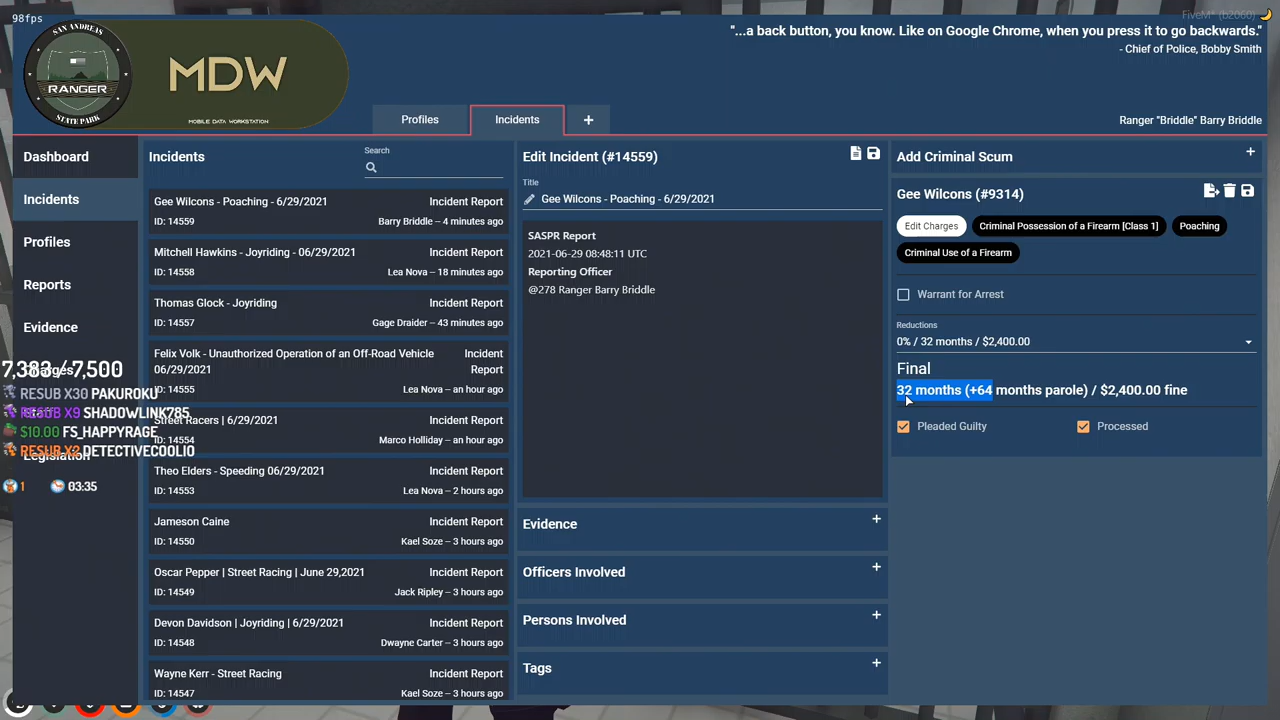 98fps
FiveM* (b2060)
SAN ANDREAS
RANGER
STATE PARK
MDW
MOBILE DATA WORKSTATION
"...a back button, you know. Like on Google Chrome, when you press it to go backwards."
- Chief of Police, Bobby Smith
Profiles
Incidents
+
Ranger "Briddle" Barry Briddle
Dashboard
Incidents
Profiles
Reports
Evidence
Charges
Staff
Legislation
7,383 / 7,500
RESUB X30 PAKUROKU
RESUB X9 SHADOWLINK785
$10.00 FS_HAPPYRAGE
RESUB X2 DETECTIVECOOLIO
1 03:35
Incidents
Search
Gee Wilcons - Poaching - 6/29/2021 Incident Report
ID: 14559 Barry Briddle – 4 minutes ago
Mitchell Hawkins - Joyriding - 06/29/2021 Incident Report
ID: 14558 Lea Nova – 18 minutes ago
Thomas Glock - Joyriding Incident Report
ID: 14557 Gage Draider – 43 minutes ago
Felix Volk - Unauthorized Operation of an Off-Road Vehicle Incident
06/29/2021 Report
ID: 14555 Lea Nova – an hour ago
Street Racers | 6/29/2021 Incident Report
ID: 14554 Marco Holliday – an hour ago
Theo Elders - Speeding 06/29/2021 Incident Report
ID: 14553 Lea Nova – 2 hours ago
Jameson Caine Incident Report
ID: 14550 Kael Soze – 3 hours ago
Oscar Pepper | Street Racing | June 29,2021 Incident Report
ID: 14549 Jack Ripley – 3 hours ago
Devon Davidson | Joyriding | 6/29/2021 Incident Report
ID: 14548 Dwayne Carter – 3 hours ago
Wayne Kerr - Street Racing Incident Report
ID: 14547 Kael Soze – 3 hours ago
Edit Incident (#14559)
Title
Gee Wilcons - Poaching - 6/29/2021
SASPR Report
2021-06-29 08:48:11 UTC
Reporting Officer
@278 Ranger Barry Briddle
Evidence +
Officers Involved +
Persons Involved +
Tags +
Add Criminal Scum +
Gee Wilcons (#9314)
Edit Charges Criminal Possession of a Firearm [Class 1] Poaching
Criminal Use of a Firearm
Warrant for Arrest
Reductions
0% / 32 months / $2,400.00
Final
32 months (+64 months parole) / $2,400.00 fine
Pleaded Guilty Processed